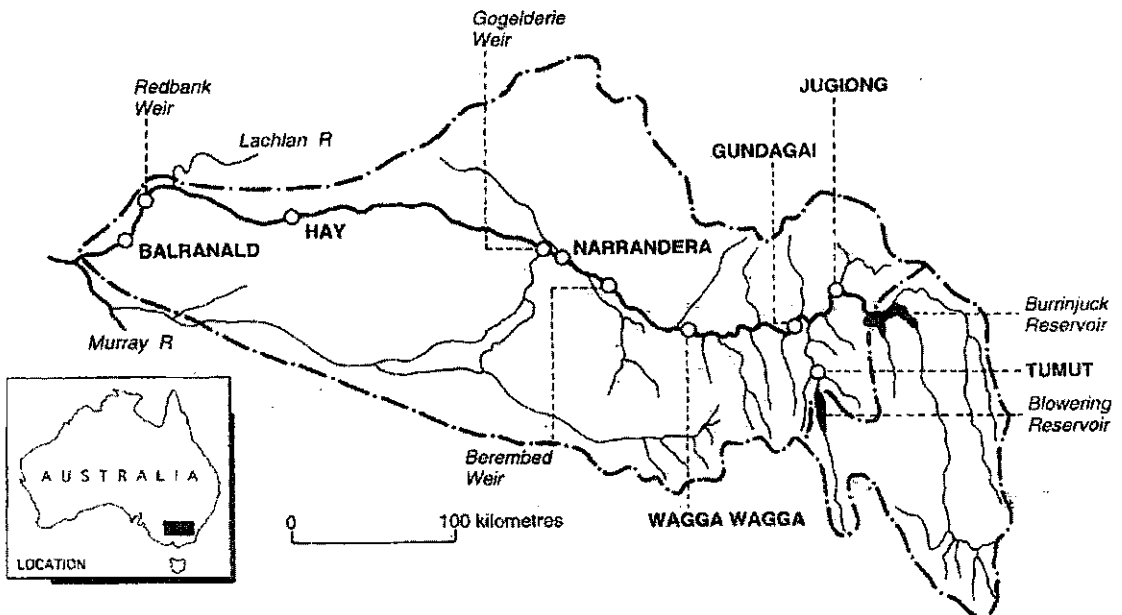 Gogelderie
Weir
Redbank
Weir
JUGIONG
Lachlan R
GUNDAGAI
HAY
NARRANDERA
BALRANALD
Burrinjuck
Reservoir
Murray R
TUMUT
Blowering
Reservoir
AUSTRALIA
Berembed
Weir
0 100 kilometres
WAGGA WAGGA
LOCATION